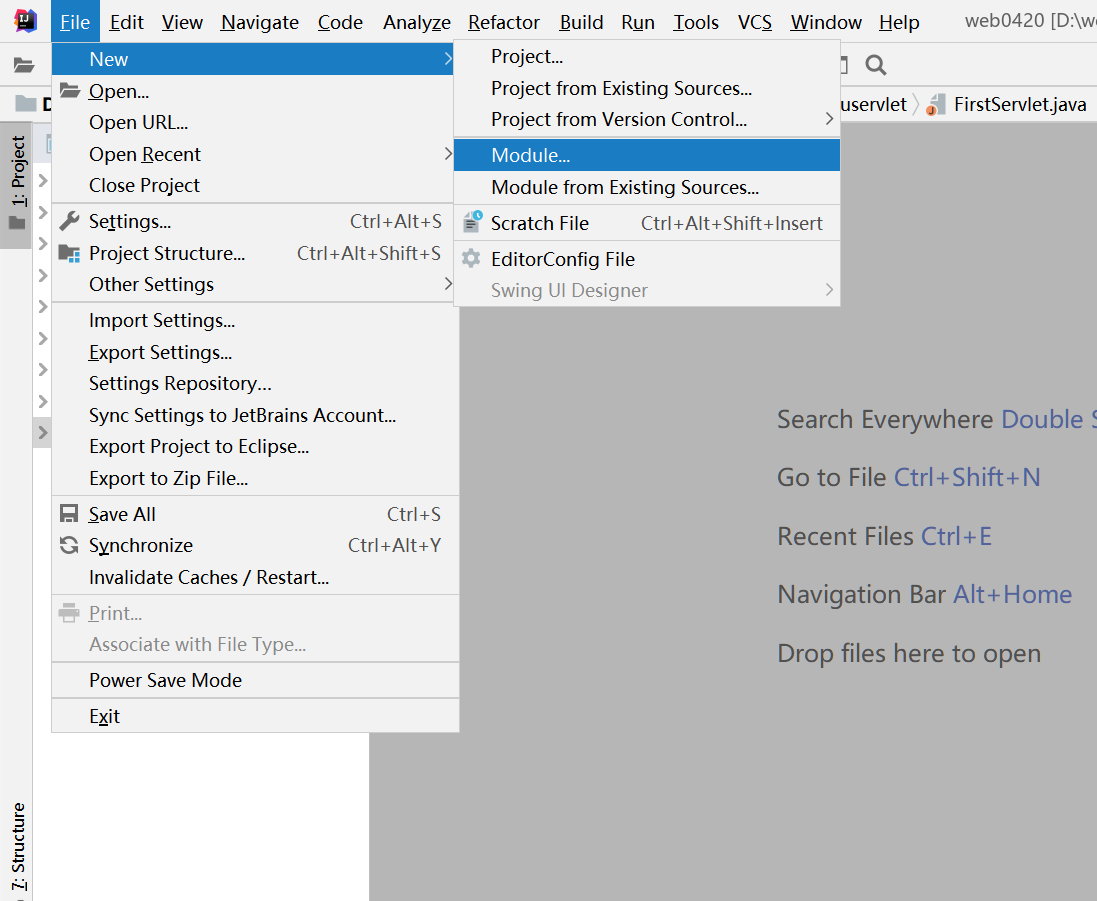 File Edit View Navigate Code Analyze Refactor Build Run Tools VCS Window Help web0420 [D:\w
uservlet FirstServlet.java
1: Project
7: Structure
New
Open...
Open URL...
Open Recent
Close Project
Settings... Ctrl+Alt+S
Project Structure... Ctrl+Alt+Shift+S
Other Settings
Import Settings...
Export Settings...
Settings Repository...
Sync Settings to JetBrains Account...
Export Project to Eclipse...
Export to Zip File...
Save All Ctrl+S
Synchronize Ctrl+Alt+Y
Invalidate Caches / Restart...
Print...
Associate with File Type...
Power Save Mode
Exit
Project...
Project from Existing Sources...
Project from Version Control...
Module...
Module from Existing Sources...
Scratch File Ctrl+Alt+Shift+Insert
EditorConfig File
Swing UI Designer
Search Everywhere Double
Go to File Ctrl+Shift+N
Recent Files Ctrl+E
Navigation Bar Alt+Home
Drop files here to open